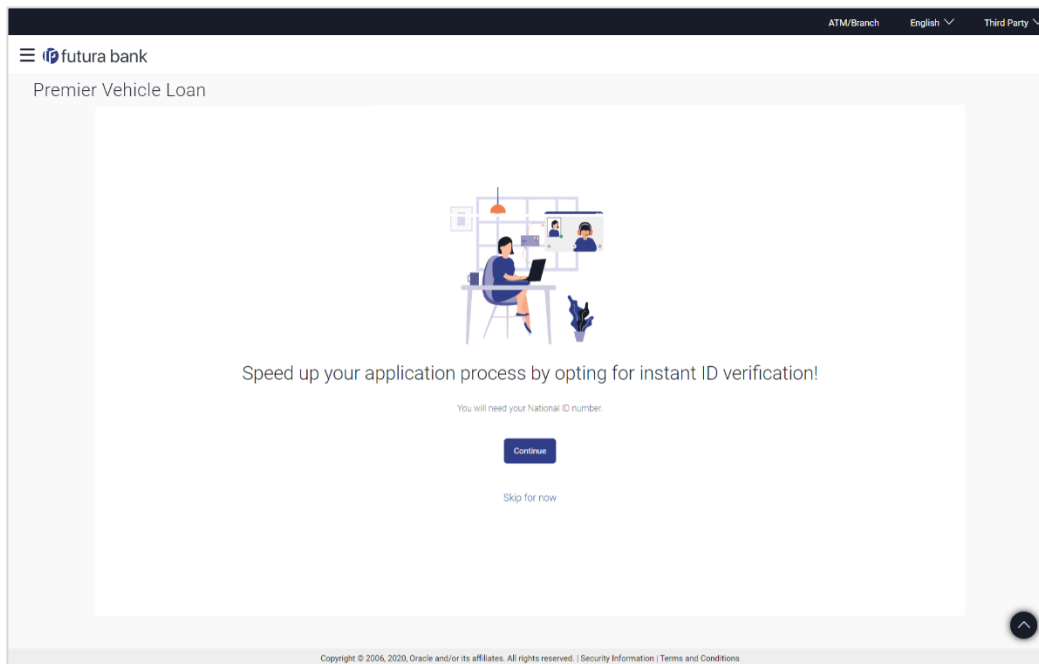 ATM/Branch English Third Party
futura bank
Premier Vehicle Loan
Speed up your application process by opting for instant ID verification!
You will need your National ID number.
Continue
Skip for now
Copyright © 2006, 2020, Oracle and/or its affiliates. All rights reserved. | Security Information | Terms and Conditions